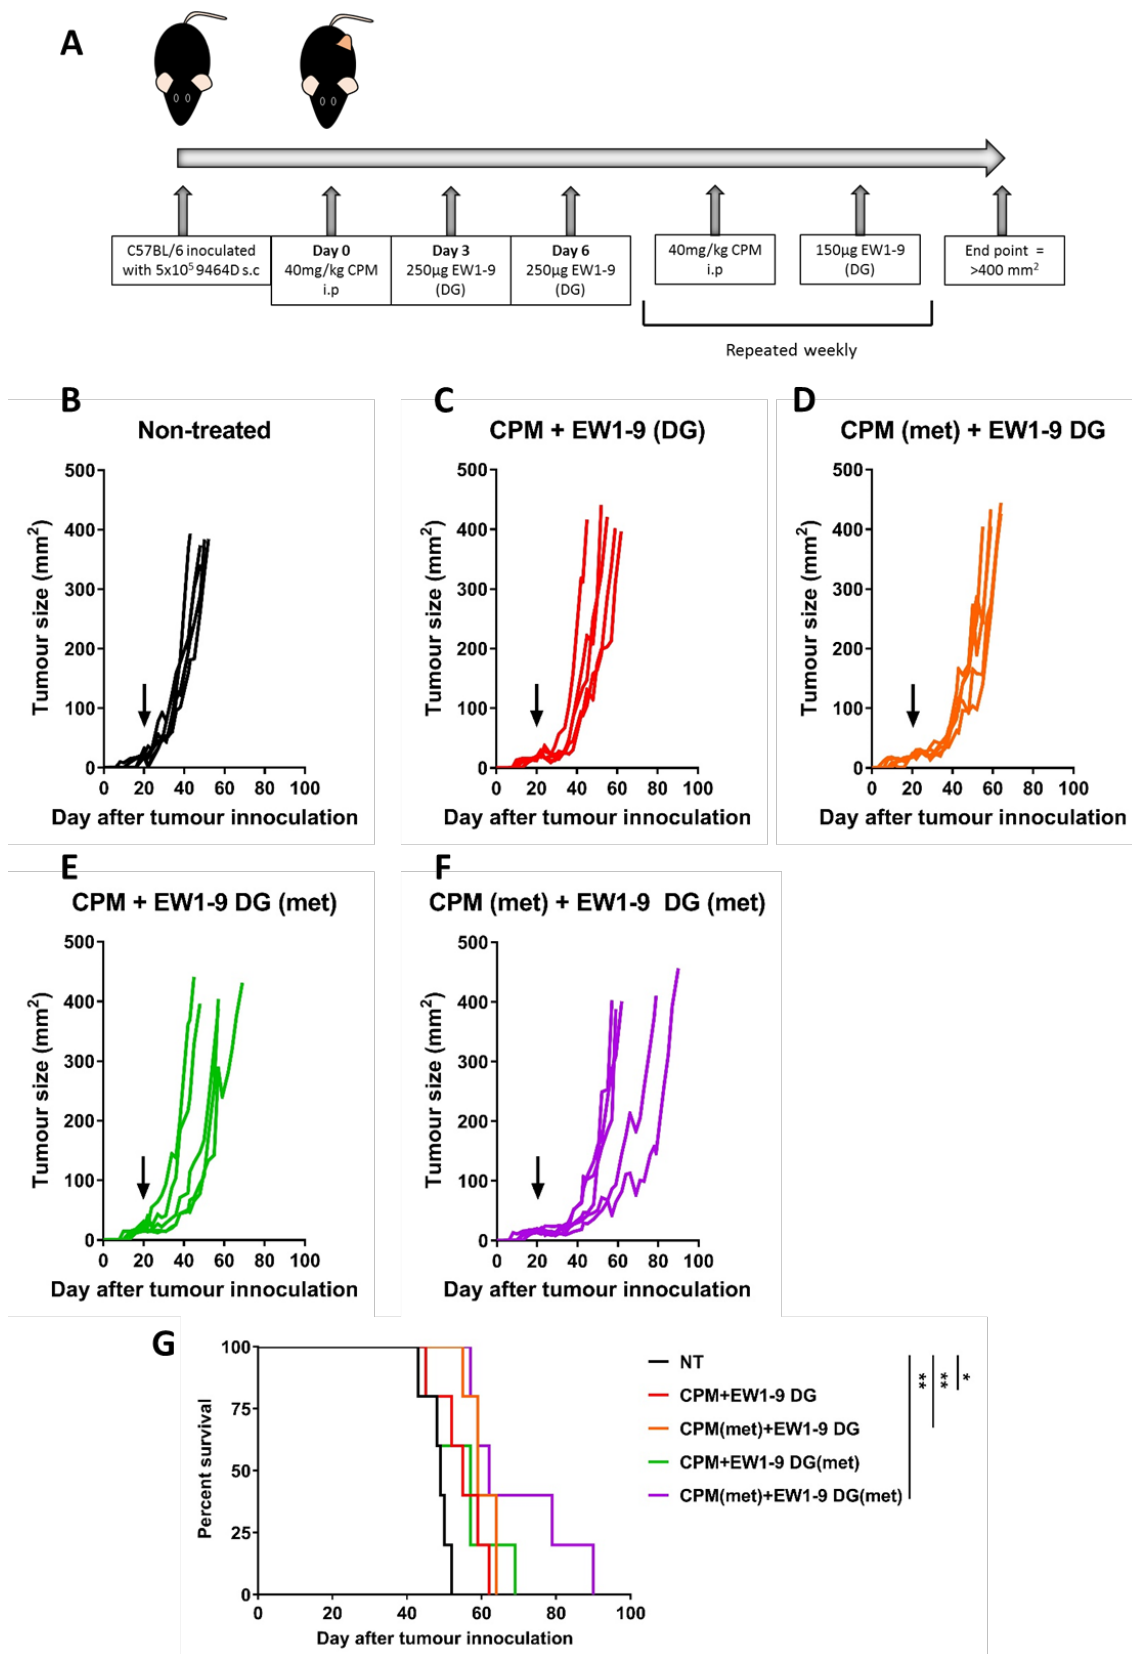 A
C57BL/6 inoculated
with 5x10⁵ 9464D s.c
Day 0
40mg/kg CPM
i.p
Day 3
250µg EW1-9
(DG)
Day 6
250µg EW1-9
(DG)
40mg/kg CPM
i.p
150µg EW1-9
(DG)
End point =
>400 mm²
Repeated weekly
B
Non-treated
500
400
300
200
100
0
Tumour size (mm²)
0 20 40 60 80 100
Day after tumour innoculation
C
CPM + EW1-9 (DG)
500
400
300
200
100
0
Tumour size (mm²)
0 20 40 60 80 100
Day after tumour innoculation
D
CPM (met) + EW1-9 DG
500
400
300
200
100
0
Tumour size (mm²)
0 20 40 60 80 100
Day after tumour innoculation
E
CPM + EW1-9 DG (met)
500
400
300
200
100
0
Tumour size (mm²)
0 20 40 60 80 100
Day after tumour innoculation
F
CPM (met) + EW1-9 DG (met)
500
400
300
200
100
0
Tumour size (mm²)
0 20 40 60 80 100
Day after tumour innoculation
G
100
75
50
25
0
Percent survival
0 20 40 60 80 100
Day after tumour innoculation
NT
CPM+EW1-9 DG
CPM(met)+EW1-9 DG
CPM+EW1-9 DG(met)
CPM(met)+EW1-9 DG(met)
**
**
*